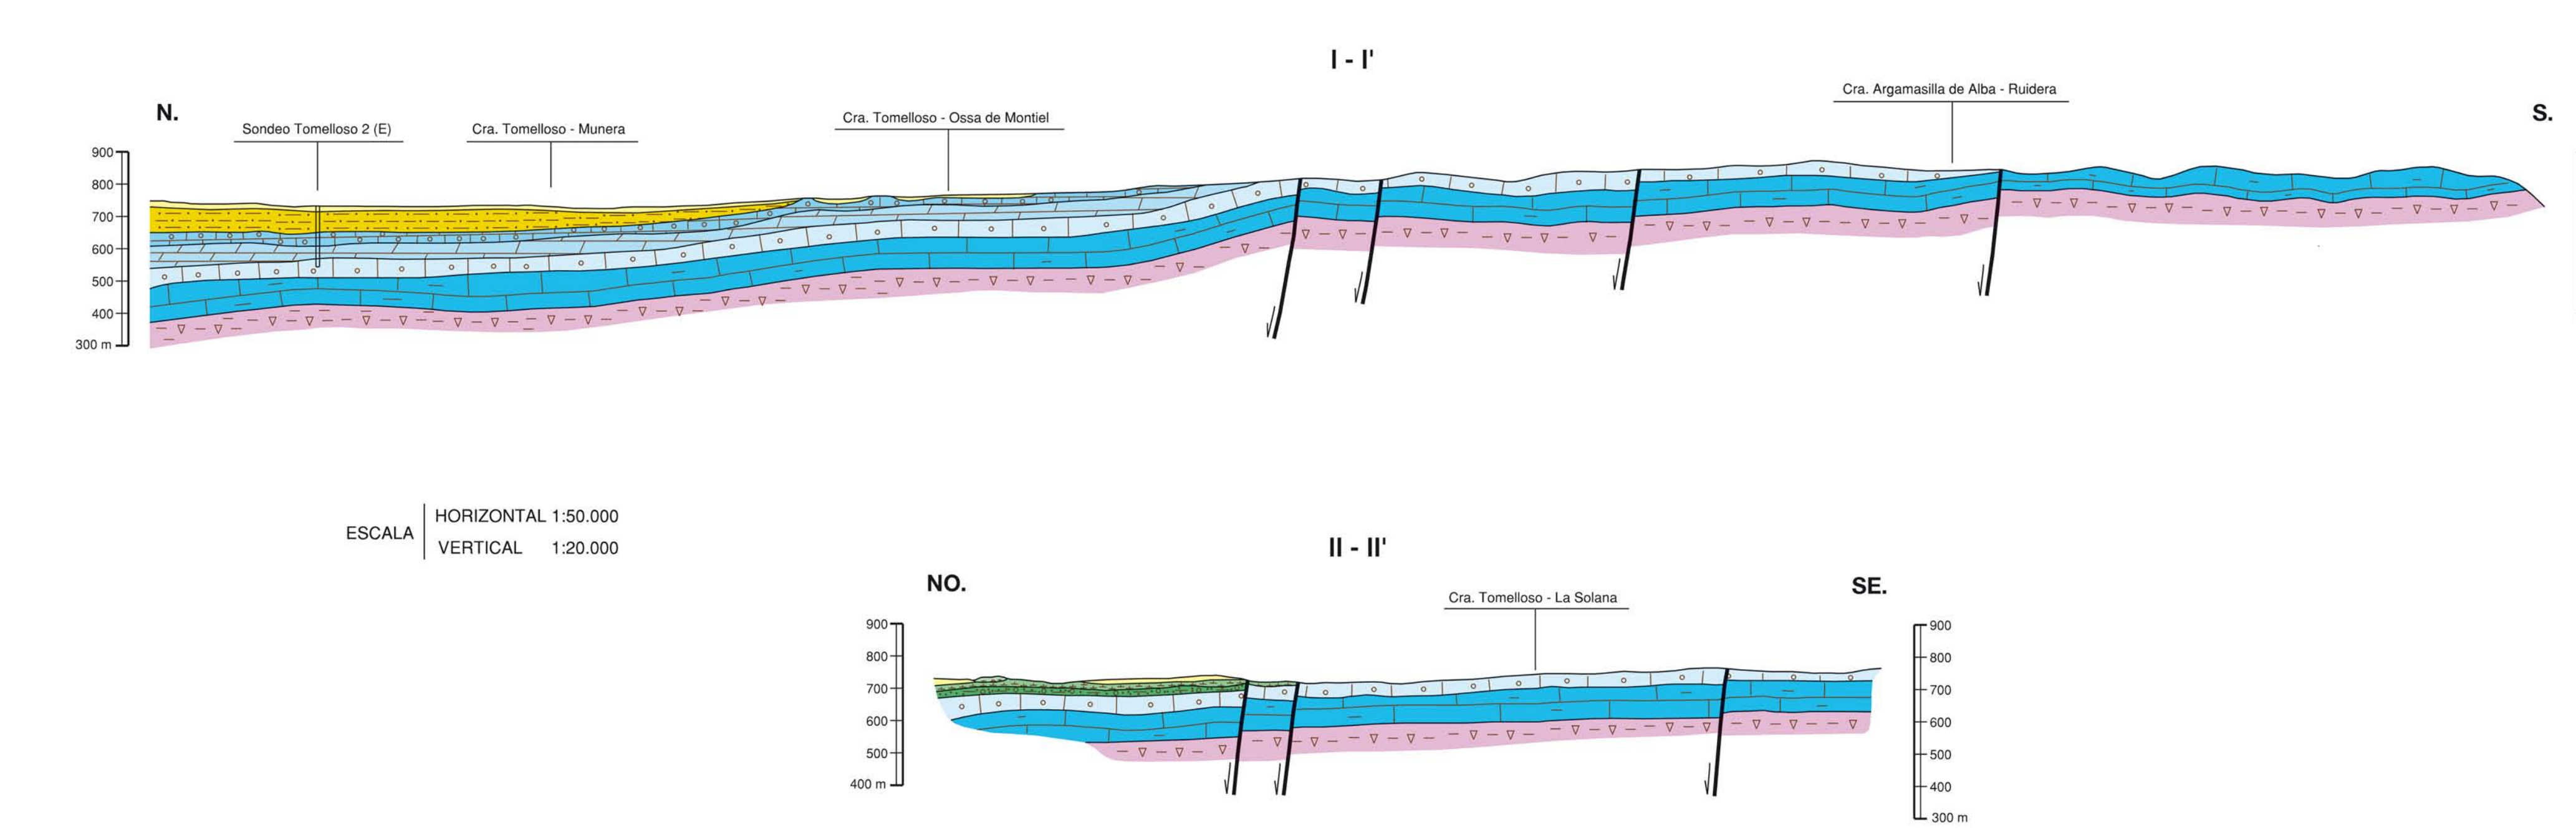 I - I'
Cra. Argamasilla de Alba - Ruidera
N.
S.
Cra. Tomelloso - Ossa de Montiel
Sondeo Tomelloso 2 (E)
Cra. Tomelloso - Munera
900
800
700
600
500
400
300 m
ESCALA
HORIZONTAL 1:50.000
VERTICAL 1:20.000
II - II'
NO.
SE.
Cra. Tomelloso - La Solana
900
800
700
600
500
400 m
900
800
700
600
500
400
300 m